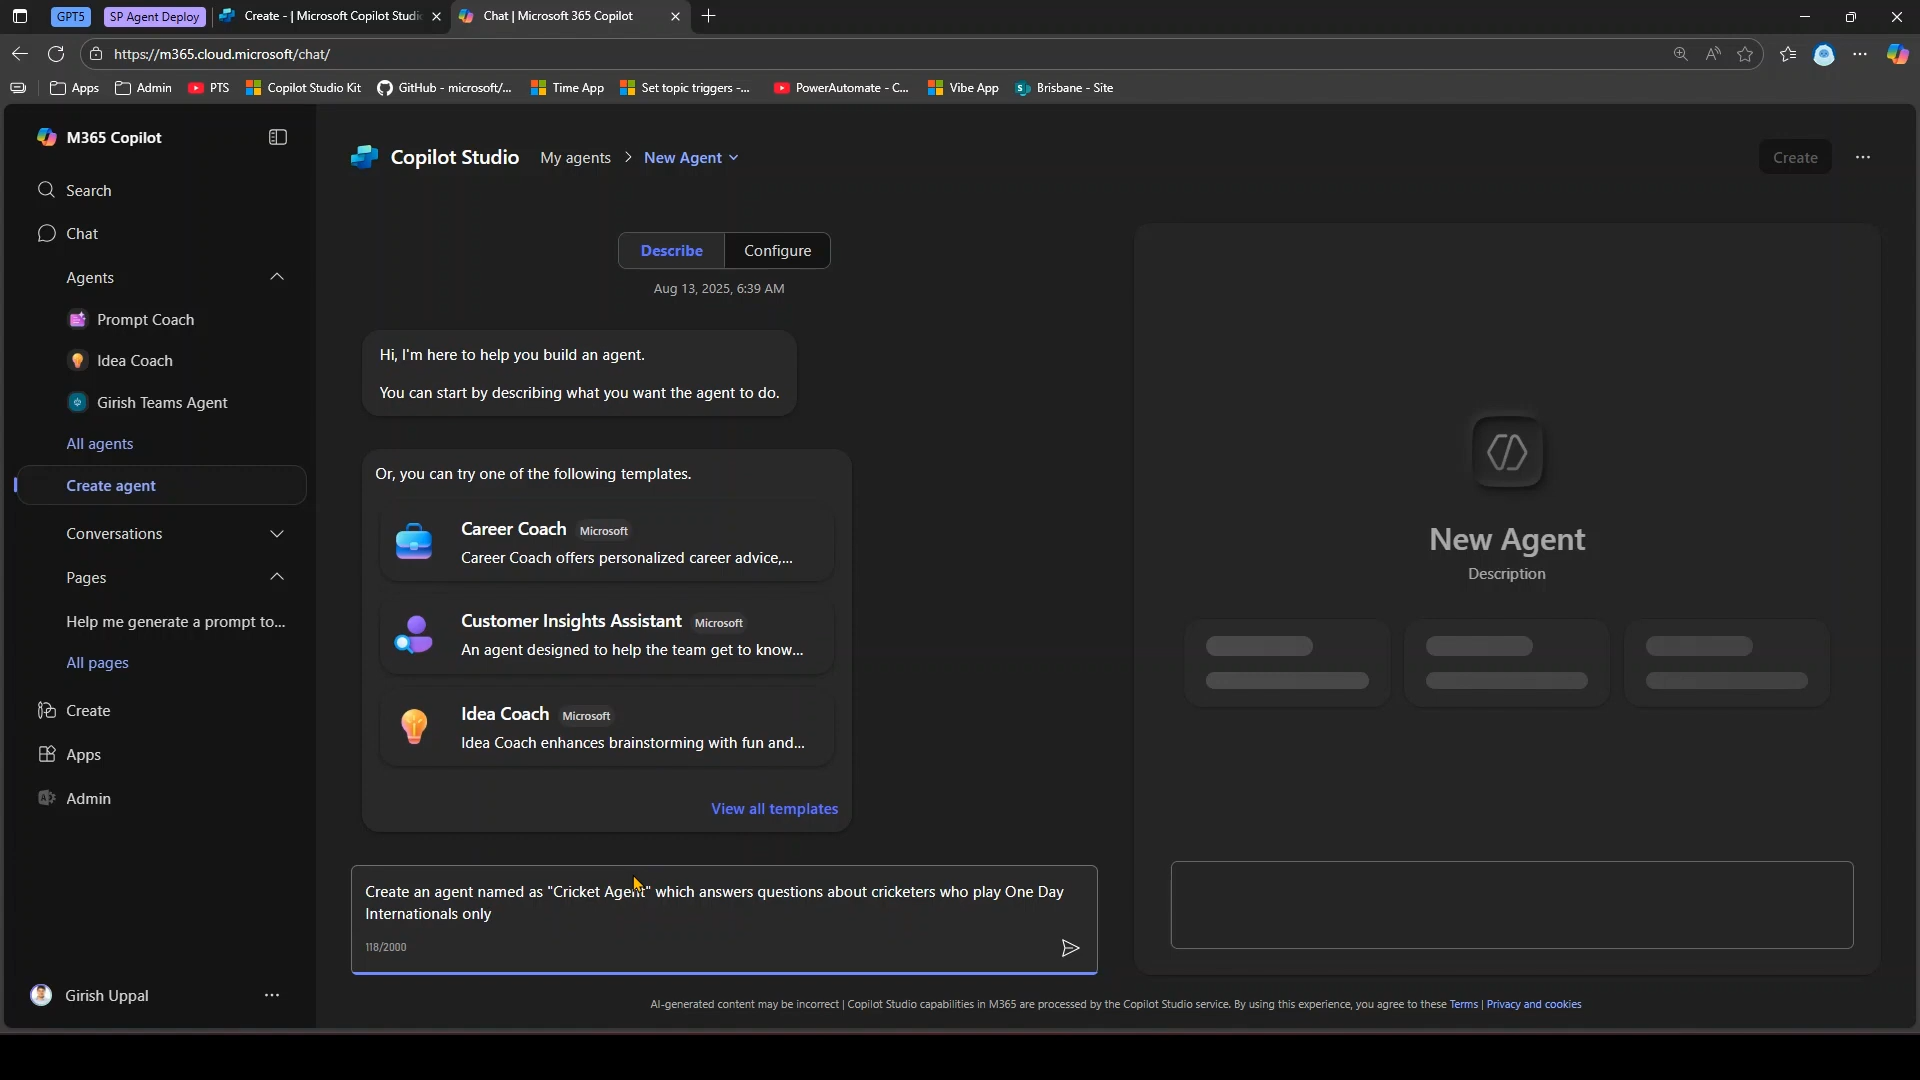 GPT5
SP Agent Deploy
Create - | Microsoft Copilot Studio
Chat | Microsoft 365 Copilot
https://m365.cloud.microsoft/chat/
Apps
Admin
PTS
Copilot Studio Kit
GitHub - microsoft/...
Time App
Set topic triggers -...
PowerAutomate - C...
Vibe App
Brisbane - Site
M365 Copilot
Search
Chat
Agents
Prompt Coach
Idea Coach
Girish Teams Agent
All agents
Create agent
Conversations
Pages
Help me generate a prompt to...
All pages
Create
Apps
Admin
Girish Uppal
Copilot Studio
My agents > New Agent
Create
Describe
Configure
Aug 13, 2025, 6:39 AM
Hi, I'm here to help you build an agent.
You can start by describing what you want the agent to do.
Or, you can try one of the following templates.
Career Coach Microsoft
Career Coach offers personalized career advice,...
Customer Insights Assistant Microsoft
An agent designed to help the team get to know...
Idea Coach Microsoft
Idea Coach enhances brainstorming with fun and...
View all templates
Create an agent named as "Cricket Agent" which answers questions about cricketers who play One Day
Internationals only
118/2000
New Agent
Description
AI-generated content may be incorrect | Copilot Studio capabilities in M365 are processed by the Copilot Studio service. By using this experience, you agree to these Terms | Privacy and cookies